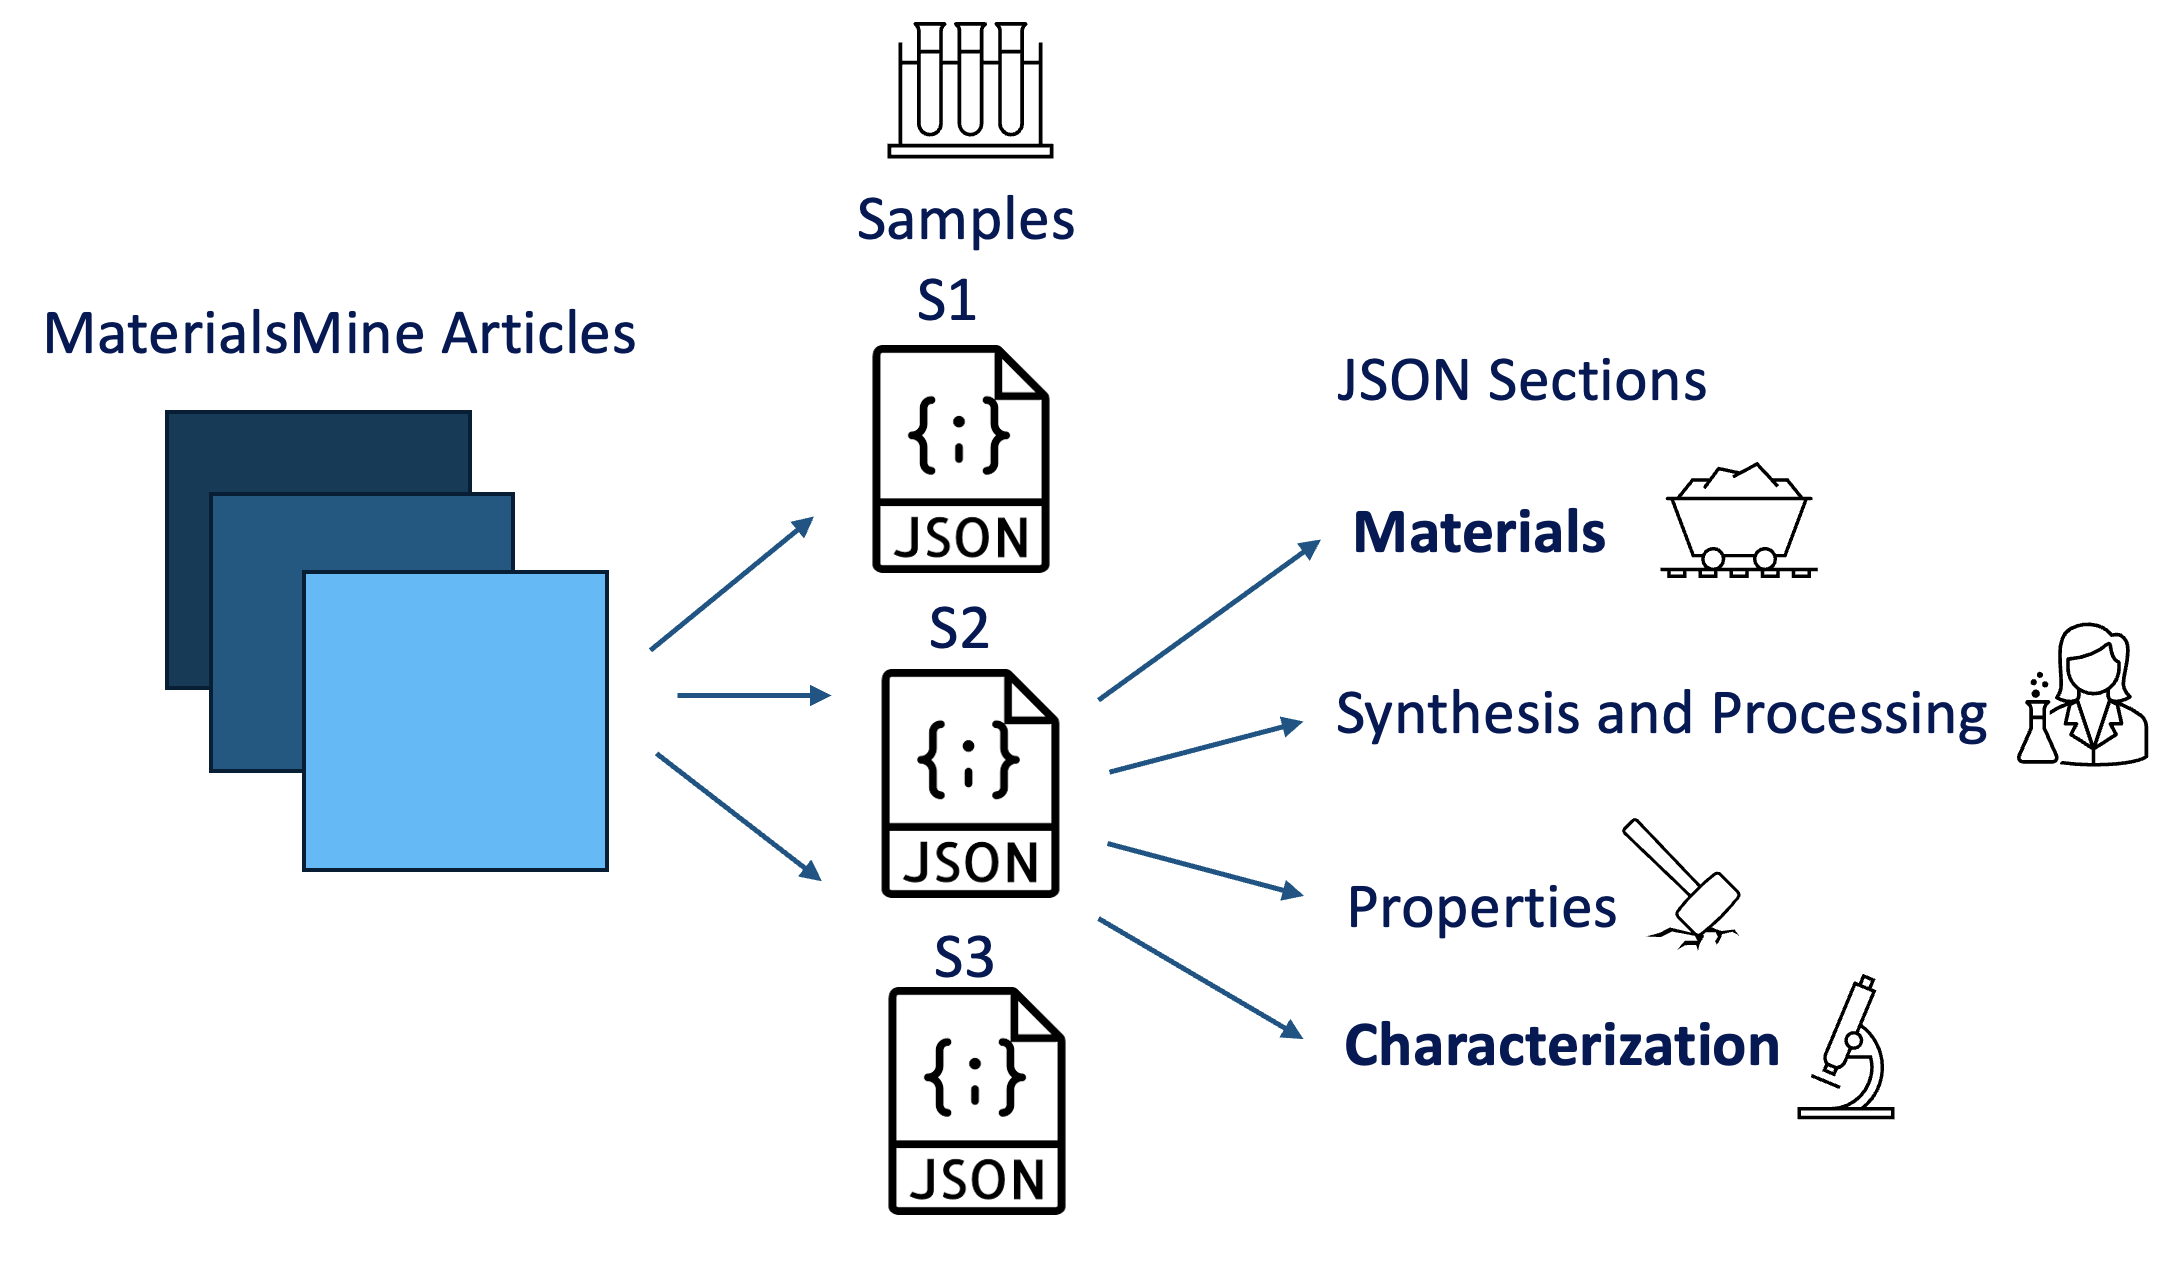 Samples
MaterialsMine Articles
S1
{;}
JSON
S2
{;}
JSON
S3
{;}
JSON
JSON Sections
Materials
Synthesis and Processing
Properties
Characterization